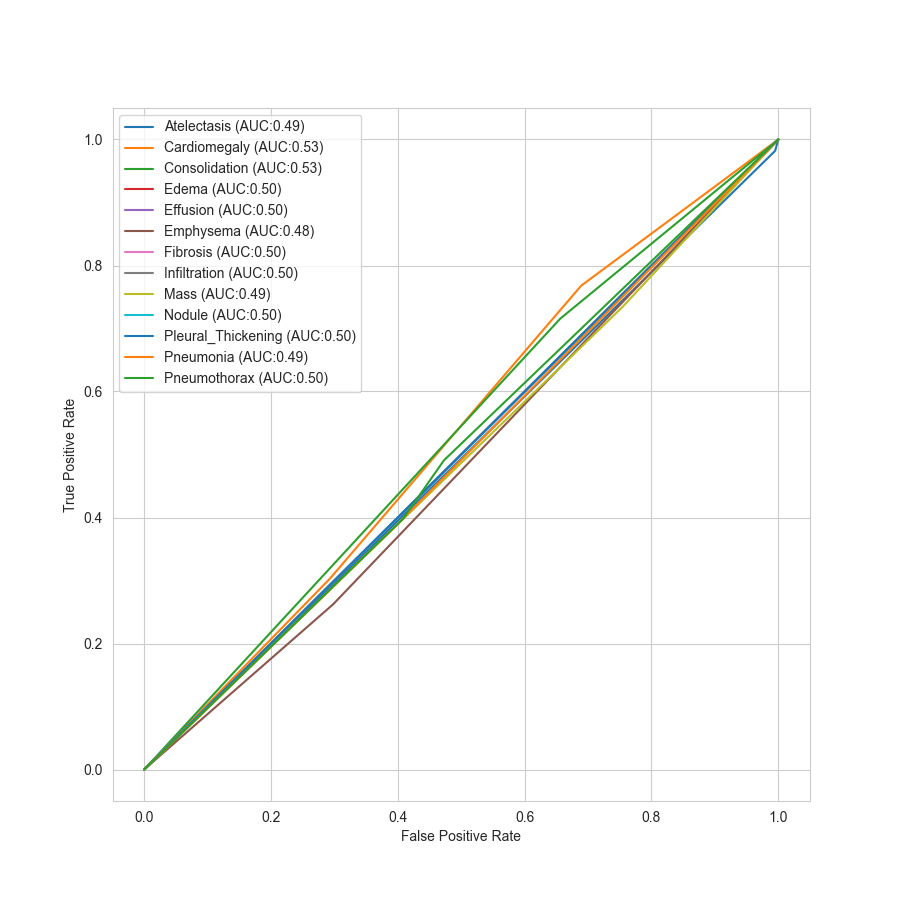 Atelectasis (AUC:0.49)
Cardiomegaly (AUC:0.53)
Consolidation (AUC:0.53)
Edema (AUC:0.50)
Effusion (AUC:0.50)
Emphysema (AUC:0.48)
Fibrosis (AUC:0.50)
Infiltration (AUC:0.50)
Mass (AUC:0.49)
Nodule (AUC:0.50)
Pleural_Thickening (AUC:0.50)
Pneumonia (AUC:0.49)
Pneumothorax (AUC:0.50)
1.0
0.8
0.6
0.4
0.2
0.0
True Positive Rate
0.0 0.2 0.4 0.6 0.8 1.0
False Positive Rate